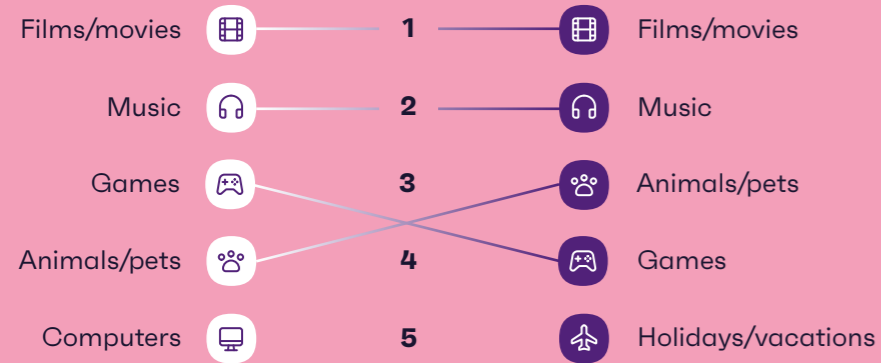 Films/movies 1 Films/movies
Music 2 Music
Games 3 Animals/pets
Animals/pets 4 Games
Computers 5 Holidays/vacations